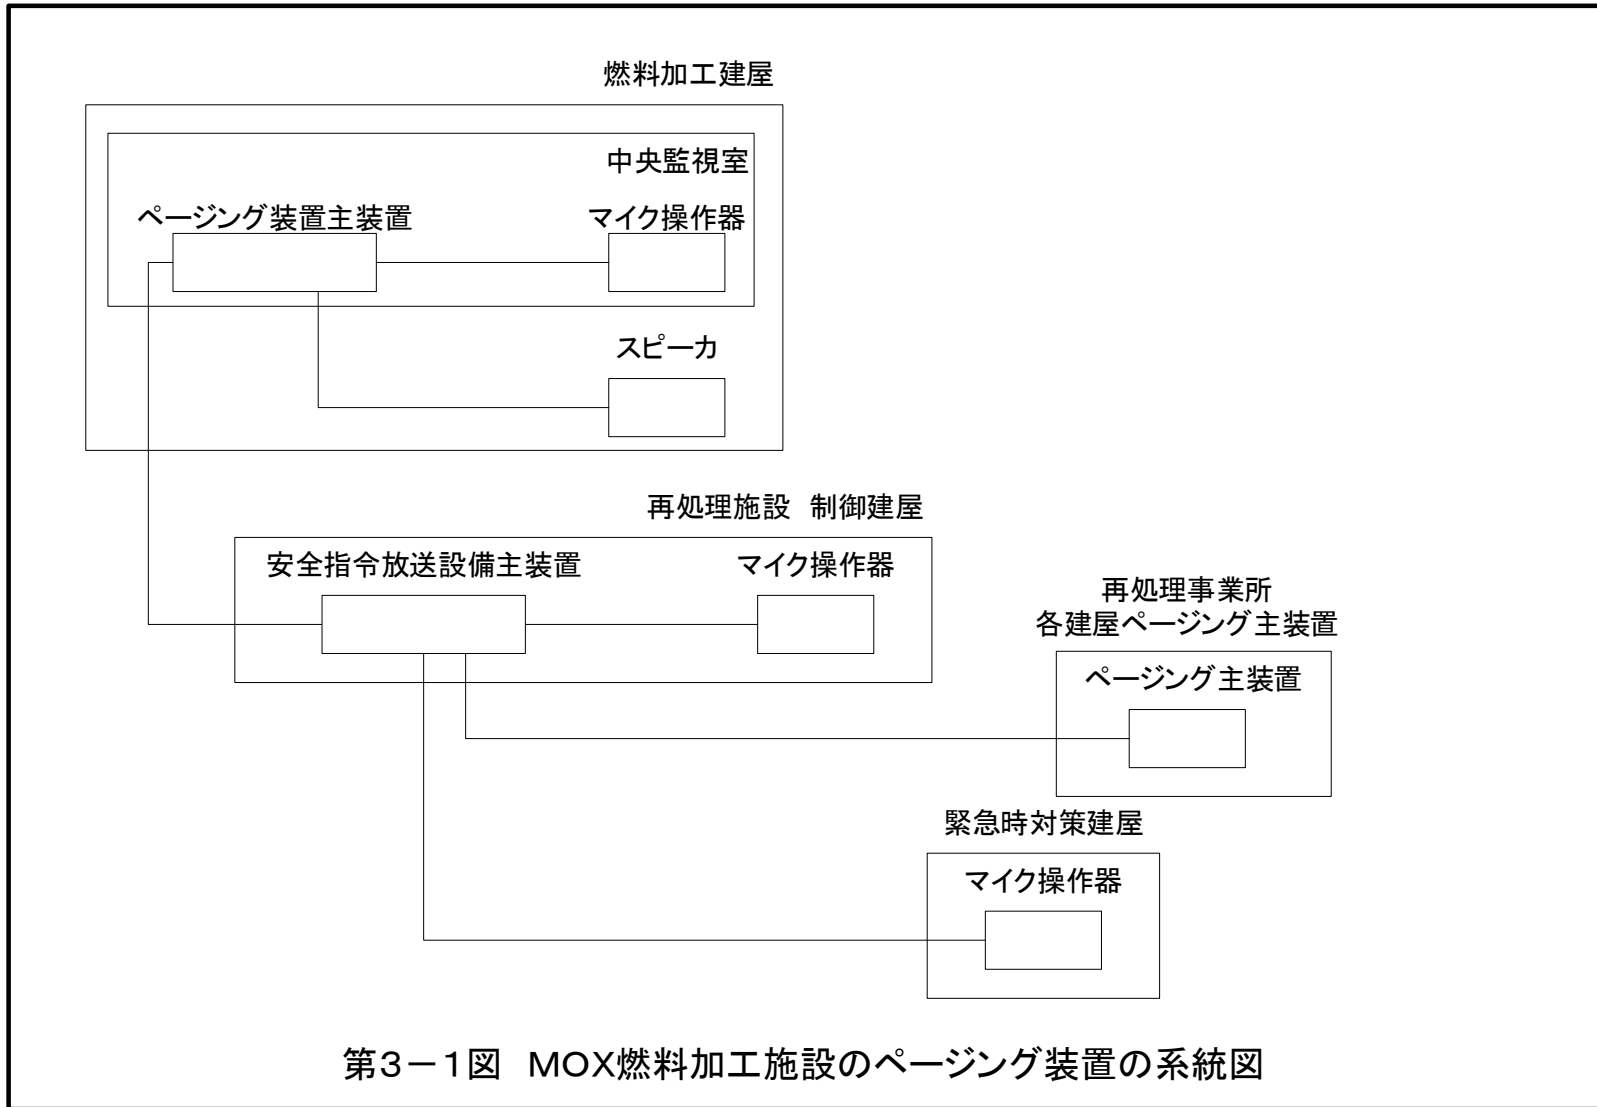 燃料加工建屋
中央監視室
ページング装置主装置
マイク操作器
スピーカ
再処理施設 制御建屋
安全指令放送設備主装置
マイク操作器
再処理事業所
各建屋ページング主装置
ページング主装置
緊急時対策建屋
マイク操作器
第3－1図 MOX燃料加工施設のページング装置の系統図